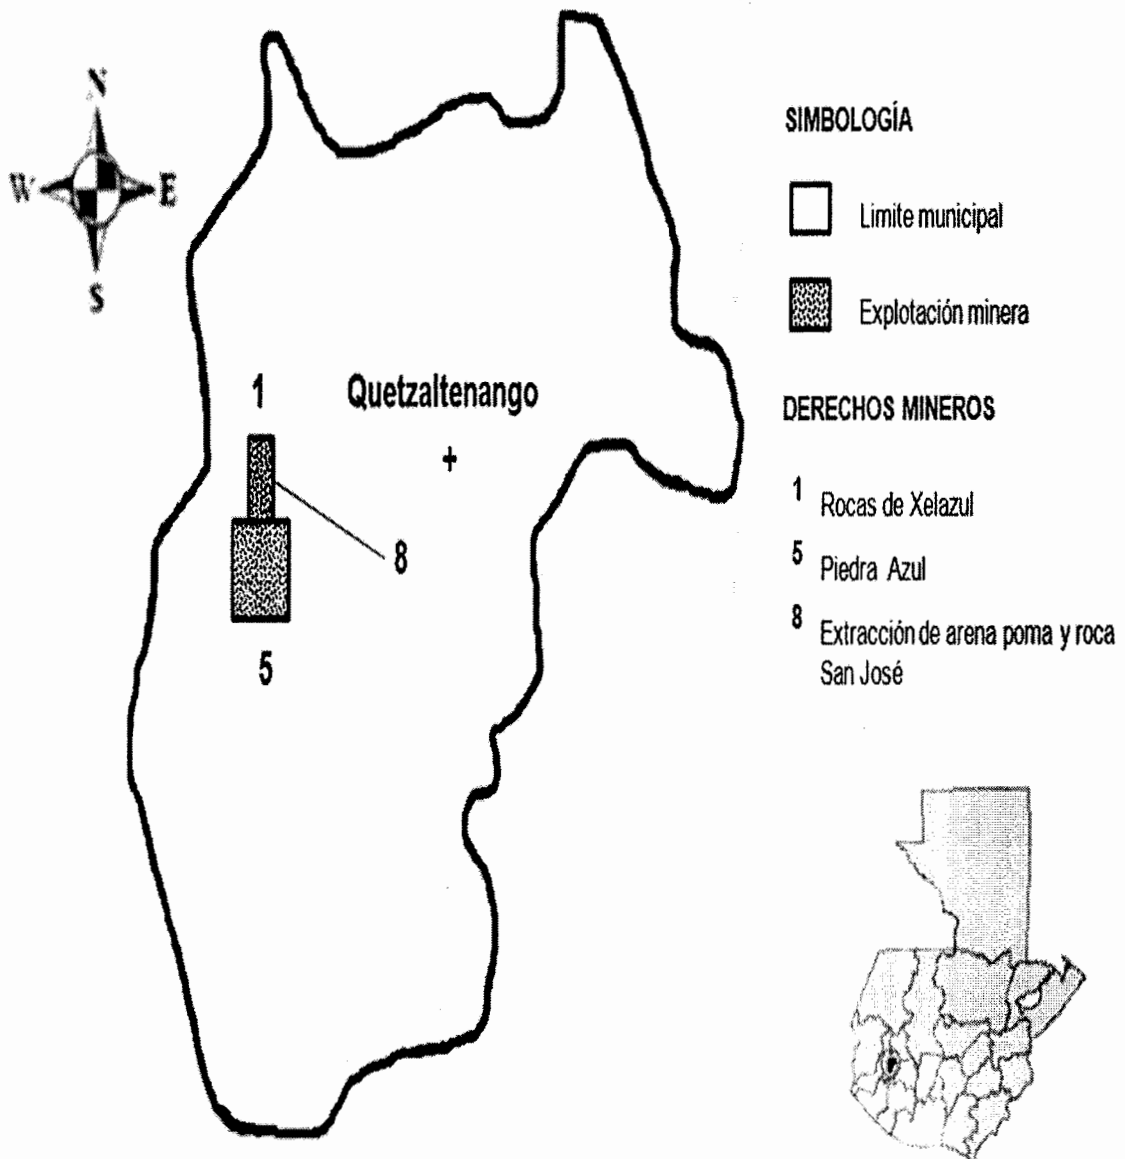 N
W E
S
1 Quetzaltenango
+
8
5
SIMBOLOGÍA
Limite municipal
Explotación minera
DERECHOS MINEROS
1 Rocas de Xelazul
5 Piedra Azul
8 Extracción de arena poma y roca
San José